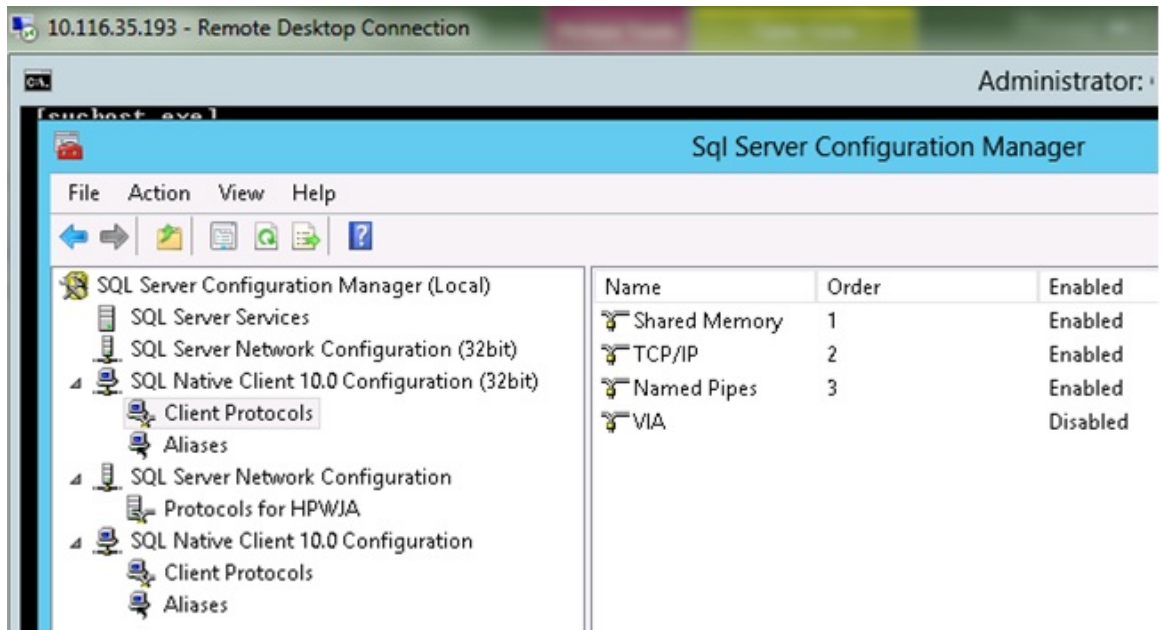 10.116.35.193 - Remote Desktop Connection
Administrator:
[suchost.exe]
Sql Server Configuration Manager
File Action View Help
SQL Server Configuration Manager (Local)
SQL Server Services
SQL Server Network Configuration (32bit)
SQL Native Client 10.0 Configuration (32bit)
Client Protocols
Aliases
SQL Server Network Configuration
Protocols for HPWJA
SQL Native Client 10.0 Configuration
Client Protocols
Aliases
Name Order Enabled
Shared Memory 1 Enabled
TCP/IP 2 Enabled
Named Pipes 3 Enabled
VIA Disabled